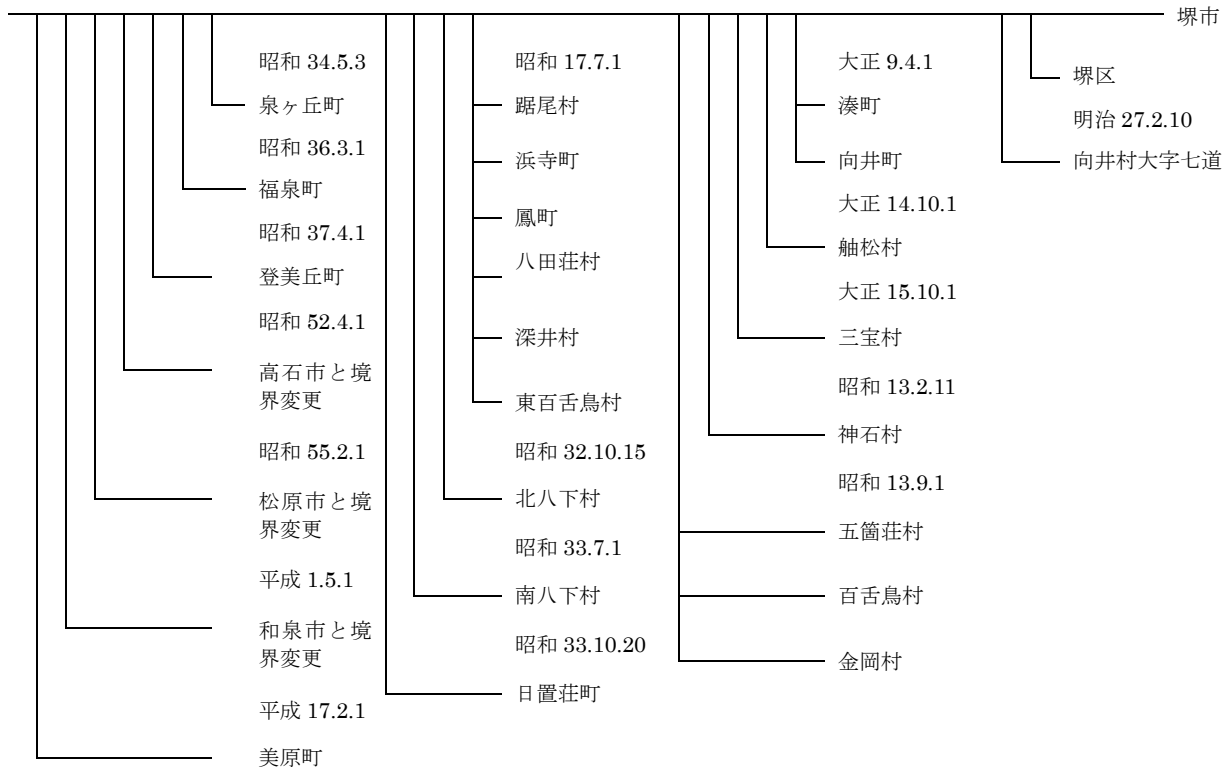 堺市
堺区
明治 27.2.10
向井村大字七道
大正 9.4.1
湊町
向井町
大正 14.10.1
舳松村
大正 15.10.1
三宝村
昭和 13.2.11
神石村
昭和 13.9.1
五箇荘村
百舌鳥村
金岡村
昭和 17.7.1
踞尾村
浜寺町
鳳町
八田荘村
深井村
東百舌鳥村
昭和 32.10.15
北八下村
昭和 33.7.1
南八下村
昭和 33.10.20
日置荘町
昭和 34.5.3
泉ヶ丘町
昭和 36.3.1
福泉町
昭和 37.4.1
登美丘町
昭和 52.4.1
高石市と境
界変更
昭和 55.2.1
松原市と境
界変更
平成 1.5.1
和泉市と境
界変更
平成 17.2.1
美原町